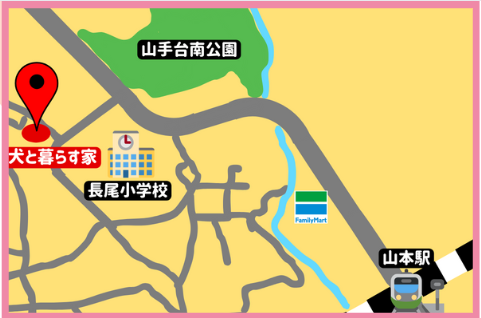 山手台南公園
犬と暮らす家
長尾小学校
FamilyMart
山本駅